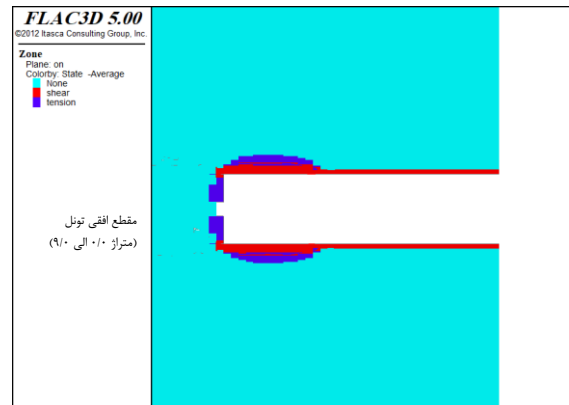 FLAC3D 5.00
©2012 Itasca Consulting Group, Inc.
Zone
Plane: on
Colorby: State -Average
None
shear
tension
مقطع افقی تونل
(متراژ ۰/۰ الی ۹/۰)